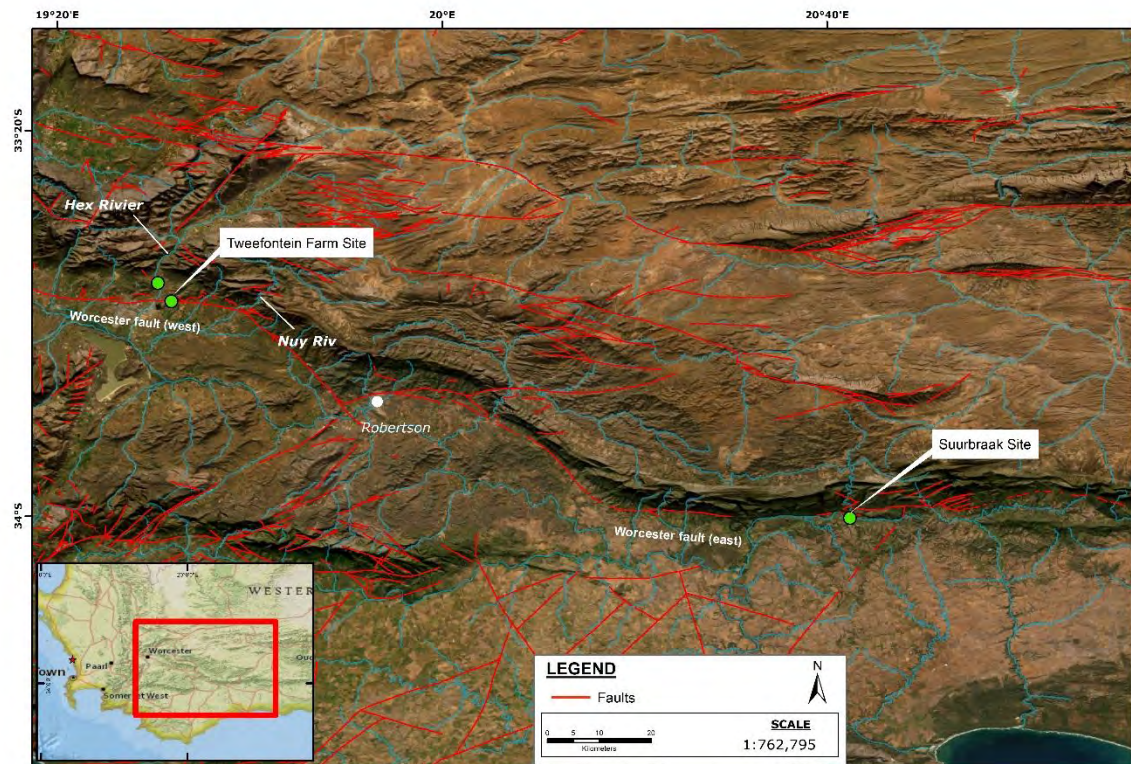 19°20'E
20°E
20°40'E
33°20'S
34°S
Hex Rivier
Tweefontein Farm Site
Worcester fault (west)
Nuy Riv
Robertson
Suurbraak Site
Worcester fault (east)
WESTER
Worcester
Paarl
own
Somerset West
LEGEND
Faults
N
0 5 10 20
Kilometers
SCALE
1:762,795